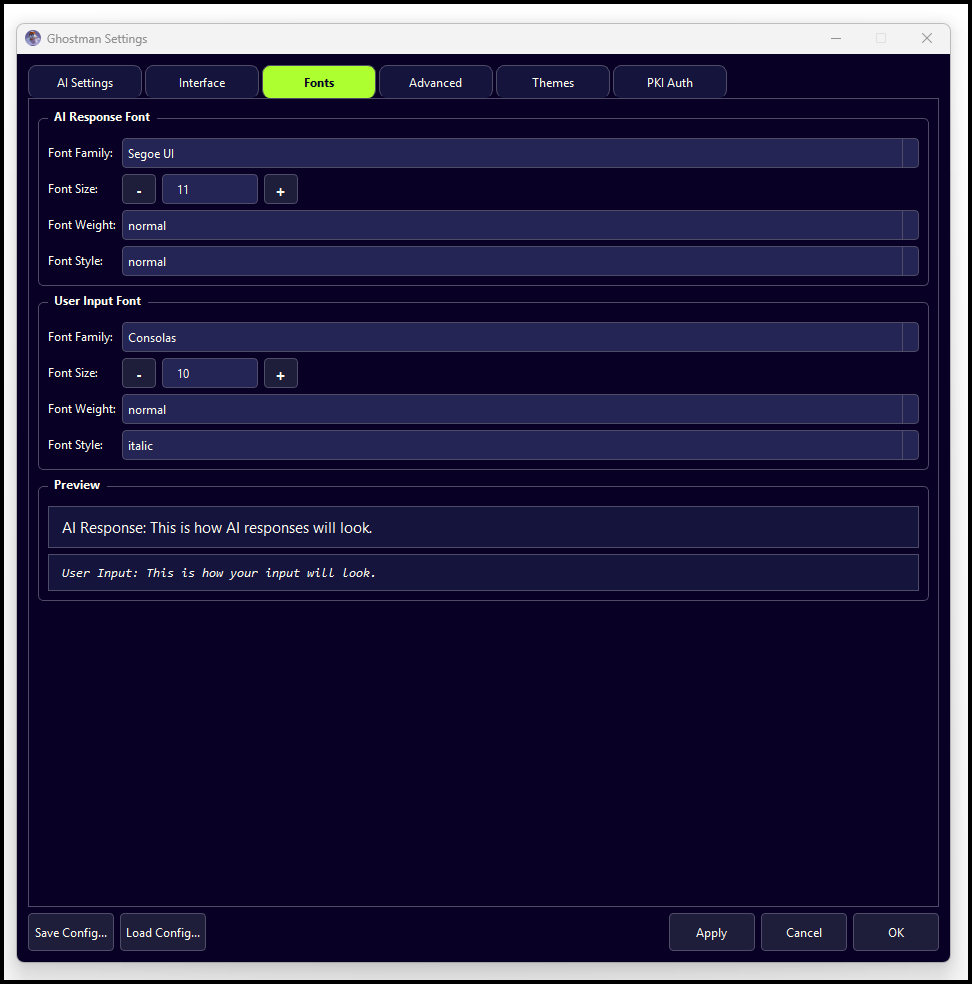 Ghostman Settings
AI Settings Interface Fonts Advanced Themes PKI Auth
AI Response Font
Font Family: Segoe UI
Font Size: - 11 +
Font Weight: normal
Font Style: normal
User Input Font
Font Family: Consolas
Font Size: - 10 +
Font Weight: normal
Font Style: italic
Preview
AI Response: This is how AI responses will look.
User Input: This is how your input will look.
Save Config... Load Config... Apply Cancel OK